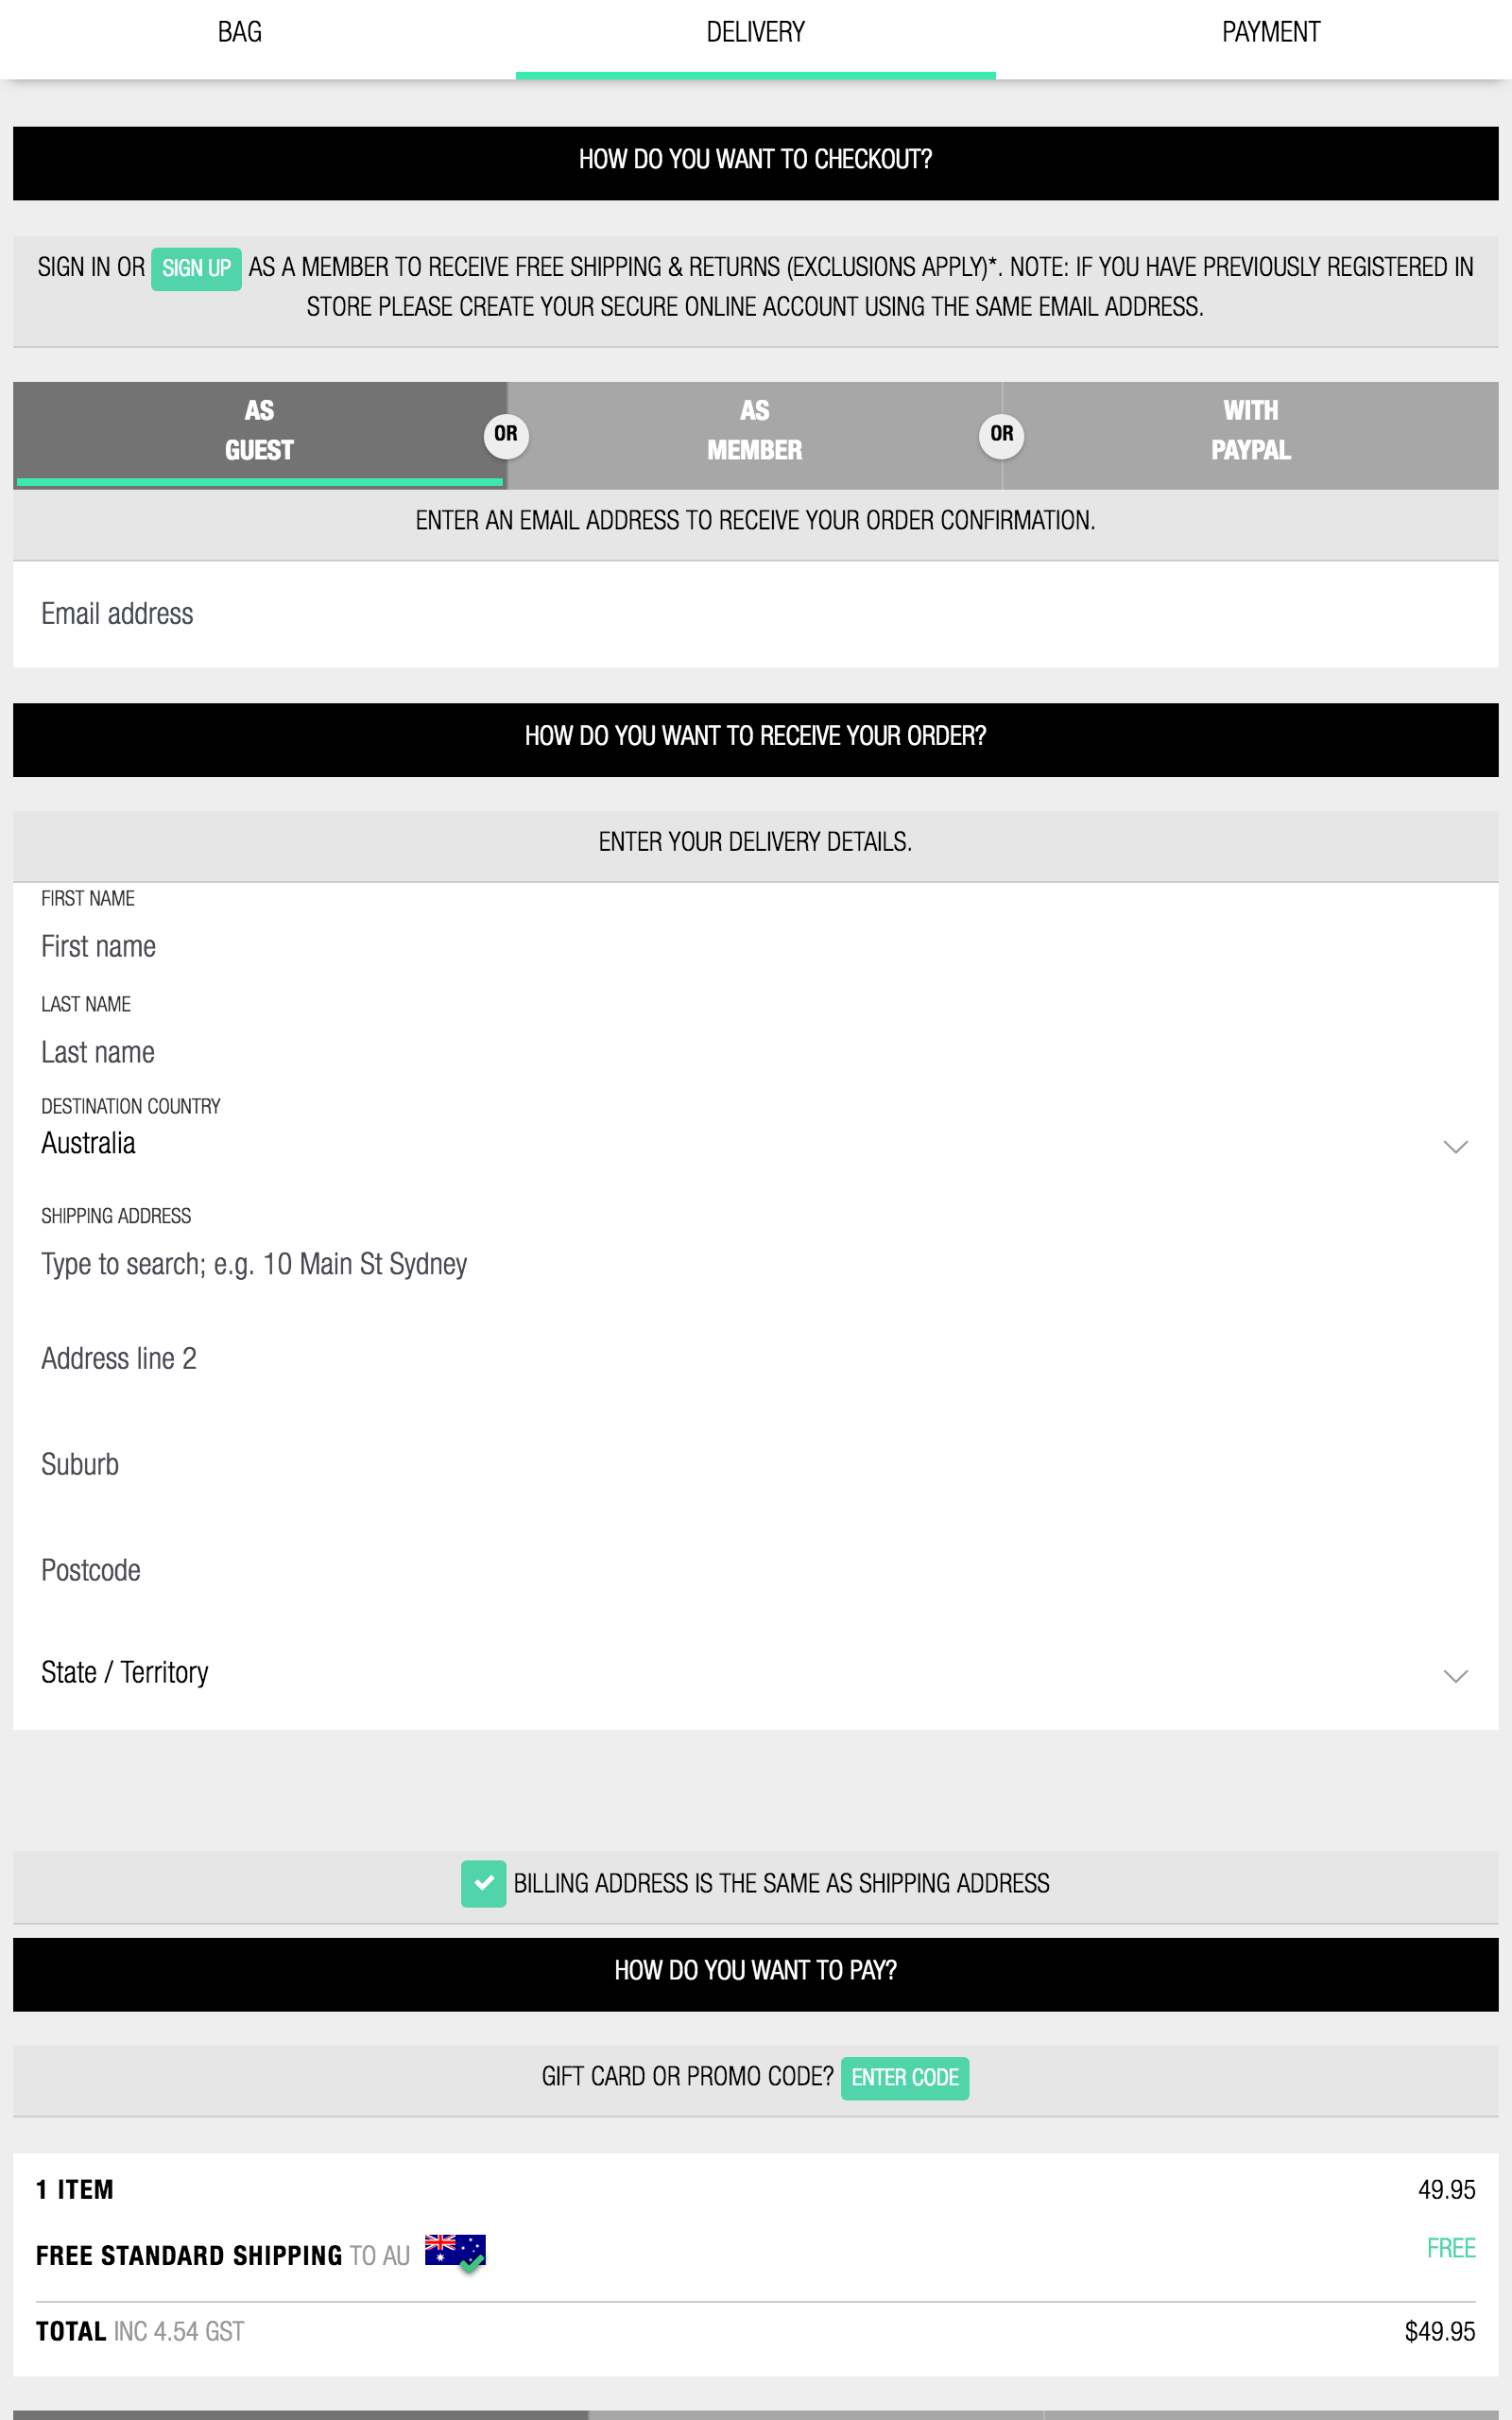 BAG
DELIVERY
PAYMENT
HOW DO YOU WANT TO CHECKOUT?
SIGN IN OR SIGN UP AS A MEMBER TO RECEIVE FREE SHIPPING & RETURNS (EXCLUSIONS APPLY)*. NOTE: IF YOU HAVE PREVIOUSLY REGISTERED IN
STORE PLEASE CREATE YOUR SECURE ONLINE ACCOUNT USING THE SAME EMAIL ADDRESS.
AS
GUEST
OR
AS
MEMBER
OR
WITH
PAYPAL
ENTER AN EMAIL ADDRESS TO RECEIVE YOUR ORDER CONFIRMATION.
Email address
HOW DO YOU WANT TO RECEIVE YOUR ORDER?
ENTER YOUR DELIVERY DETAILS.
FIRST NAME
First name
LAST NAME
Last name
DESTINATION COUNTRY
Australia
SHIPPING ADDRESS
Type to search; e.g. 10 Main St Sydney
Address line 2
Suburb
Postcode
State / Territory
BILLING ADDRESS IS THE SAME AS SHIPPING ADDRESS
HOW DO YOU WANT TO PAY?
GIFT CARD OR PROMO CODE? ENTER CODE
1 ITEM 49.95
FREE STANDARD SHIPPING TO AU FREE
TOTAL INC 4.54 GST $49.95